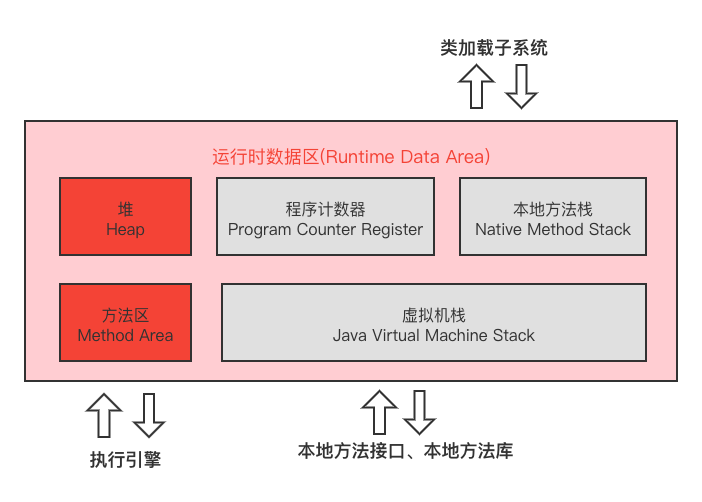 类加载子系统
运行时数据区(Runtime Data Area)
堆
Heap
程序计数器
Program Counter Register
本地方法栈
Native Method Stack
方法区
Method Area
虚拟机栈
Java Virtual Machine Stack
执行引擎
本地方法接口、本地方法库